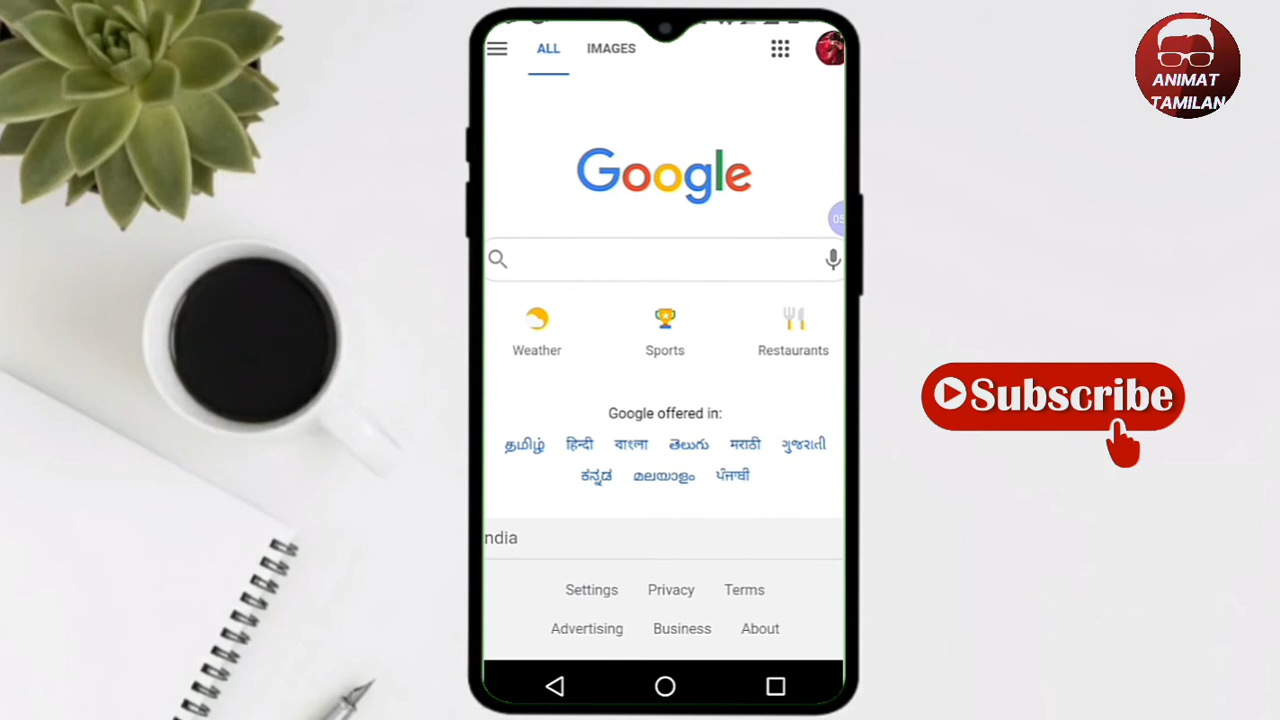 ALL IMAGES
Google
05
Weather Sports Restaurants
Google offered in:
தமிழ் हिन्दी বাংলা తెలుగు मराठी ગુજરાતી
ಕನ್ನಡ മലയാളം ਪੰਜਾਬੀ
ndia
Settings Privacy Terms
Advertising Business About
ANIMAT
TAMILAN
Subscribe